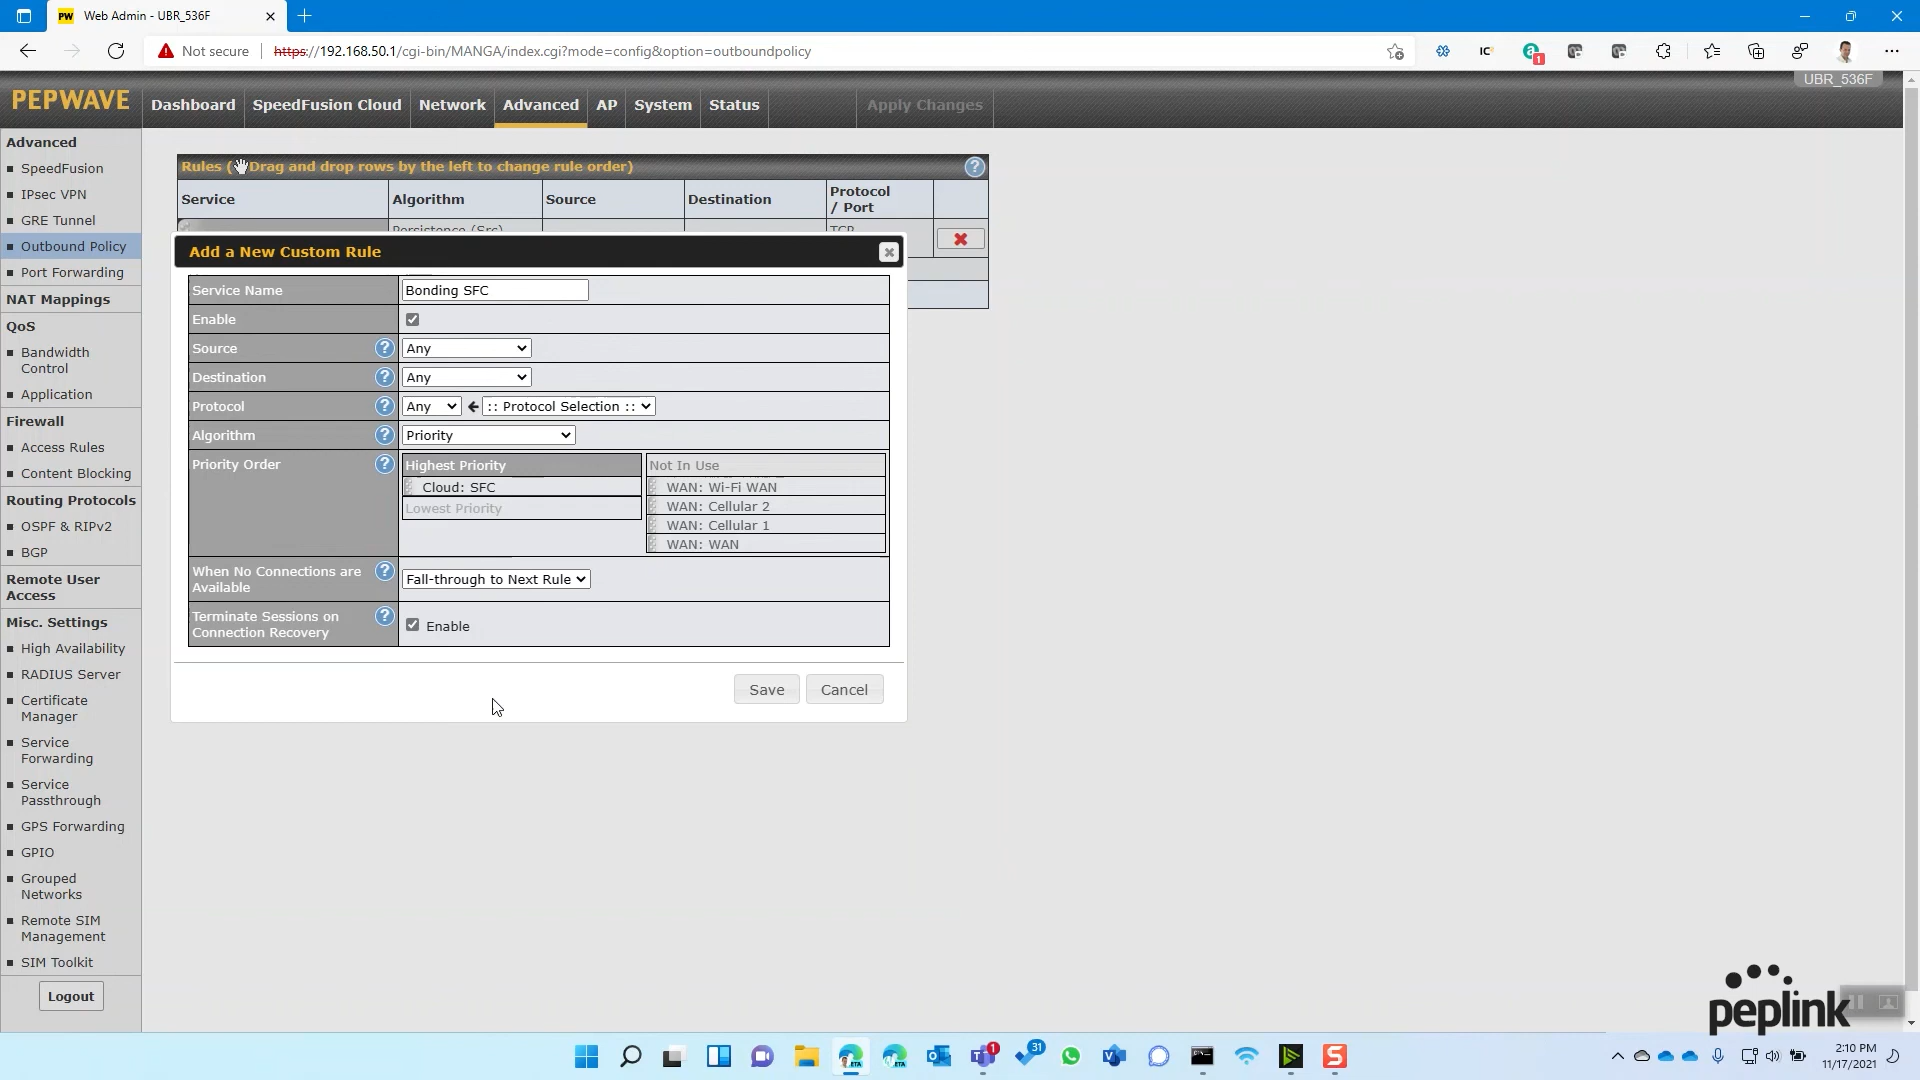 Web Admin - UBR_536F
Not secure
https://192.168.50.1/cgi-bin/MANGA/index.cgi?mode=config&option=outboundpolicy
UBR_536F
PEPWAVE
Dashboard
SpeedFusion Cloud
Network
Advanced
AP
System
Status
Apply Changes
Advanced
SpeedFusion
IPsec VPN
GRE Tunnel
Outbound Policy
Port Forwarding
NAT Mappings
QoS
Bandwidth
Control
Application
Firewall
Access Rules
Content Blocking
Routing Protocols
OSPF & RIPv2
BGP
Remote User
Access
Misc. Settings
High Availability
RADIUS Server
Certificate
Manager
Service
Forwarding
Service
Passthrough
GPS Forwarding
GPIO
Grouped
Networks
Remote SIM
Management
SIM Toolkit
Logout
Rules (Drag and drop rows by the left to change rule order)
Service
Algorithm
Source
Destination
Protocol
/ Port
Persistence (Src)
TCP
Add a New Custom Rule
Service Name
Bonding SFC
Enable
Source
Any
Destination
Any
Protocol
Any
:: Protocol Selection ::
Algorithm
Priority
Priority Order
Highest Priority
Cloud: SFC
Lowest Priority
Not In Use
WAN: Wi-Fi WAN
WAN: Cellular 2
WAN: Cellular 1
WAN: WAN
When No Connections are
Available
Fall-through to Next Rule
Terminate Sessions on
Connection Recovery
Enable
Save
Cancel
peplink
2:10 PM
11/17/2021